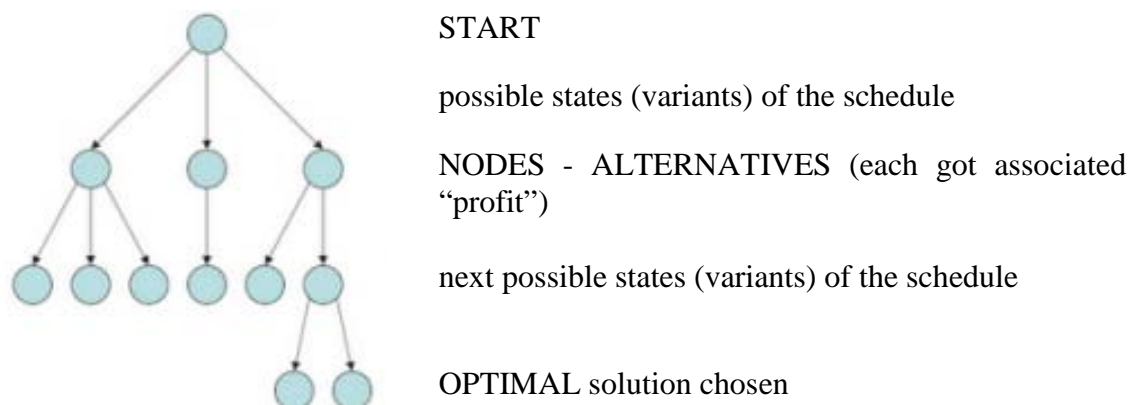 START
possible states (variants) of the schedule
NODES - ALTERNATIVES (each got associated
“profit”)
next possible states (variants) of the schedule
OPTIMAL solution chosen